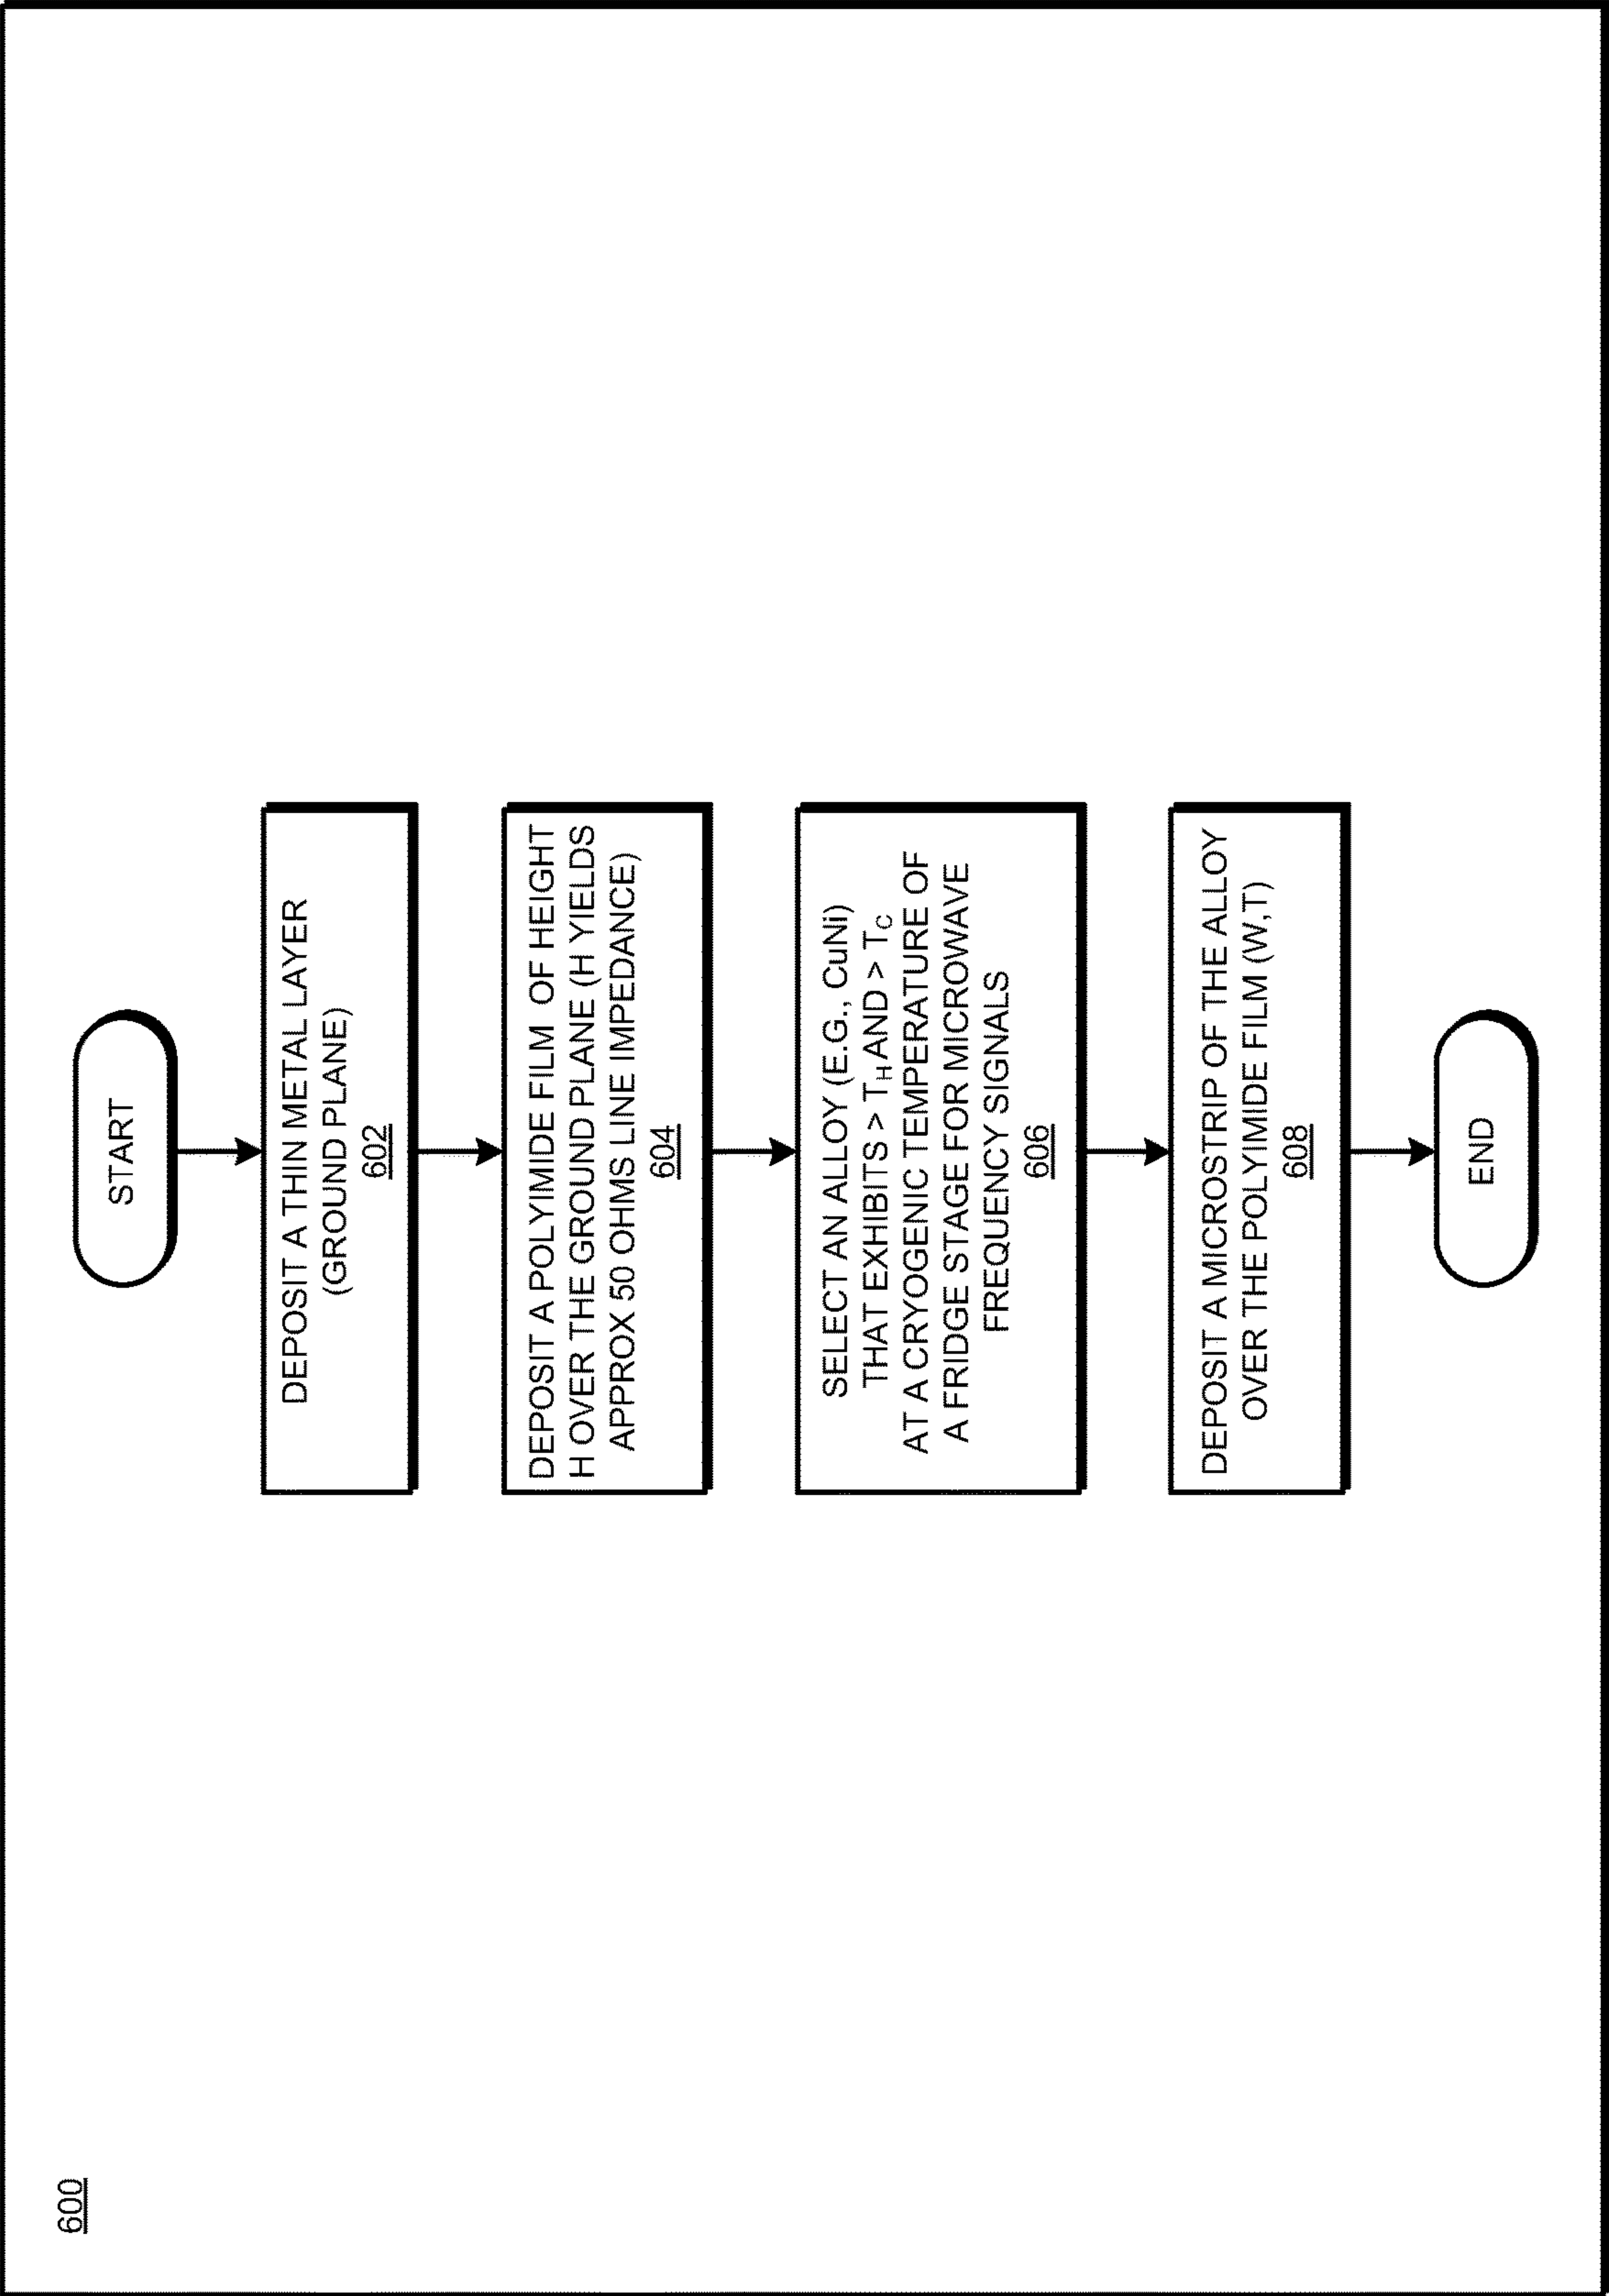 600
START
DEPOSIT A THIN METAL LAYER
(GROUND PLANE)
602
DEPOSIT A POLYIMIDE FILM OF HEIGHT
H OVER THE GROUND PLANE (H YIELDS
APPROX 50 OHMS LINE IMPEDANCE)
604
SELECT AN ALLOY (E.G., CuNi)
THAT EXHIBITS > TH AND > TC
AT A CRYOGENIC TEMPERATURE OF
A FRIDGE STAGE FOR MICROWAVE
FREQUENCY SIGNALS
606
DEPOSIT A MICROSTRIP OF THE ALLOY
OVER THE POLYIMIDE FILM (W,T)
608
END